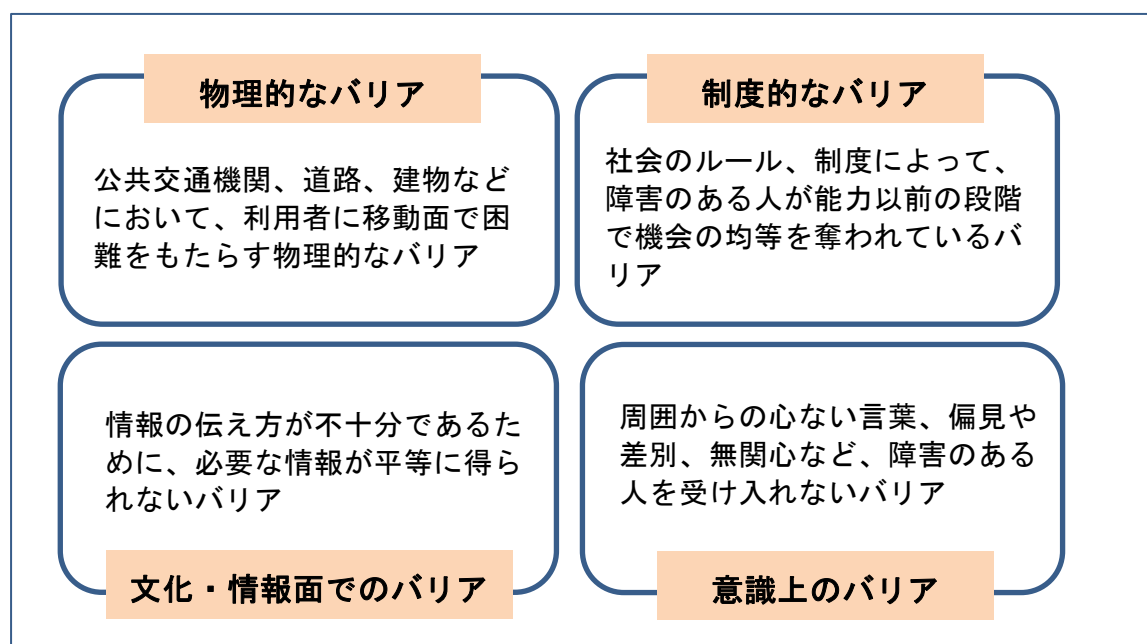 物理的なバリア
公共交通機関、道路、建物など
において、利用者に移動面で困
難をもたらす物理的なバリア
制度的なバリア
社会のルール、制度によって、
障害のある人が能力以前の段階
で機会の均等を奪われているバ
リア
情報の伝え方が不十分であるた
めに、必要な情報が平等に得ら
れないバリア
文化・情報面でのバリア
周囲からの心ない言葉、偏見や
差別、無関心など、障害のある
人を受け入れないバリア
意識上のバリア